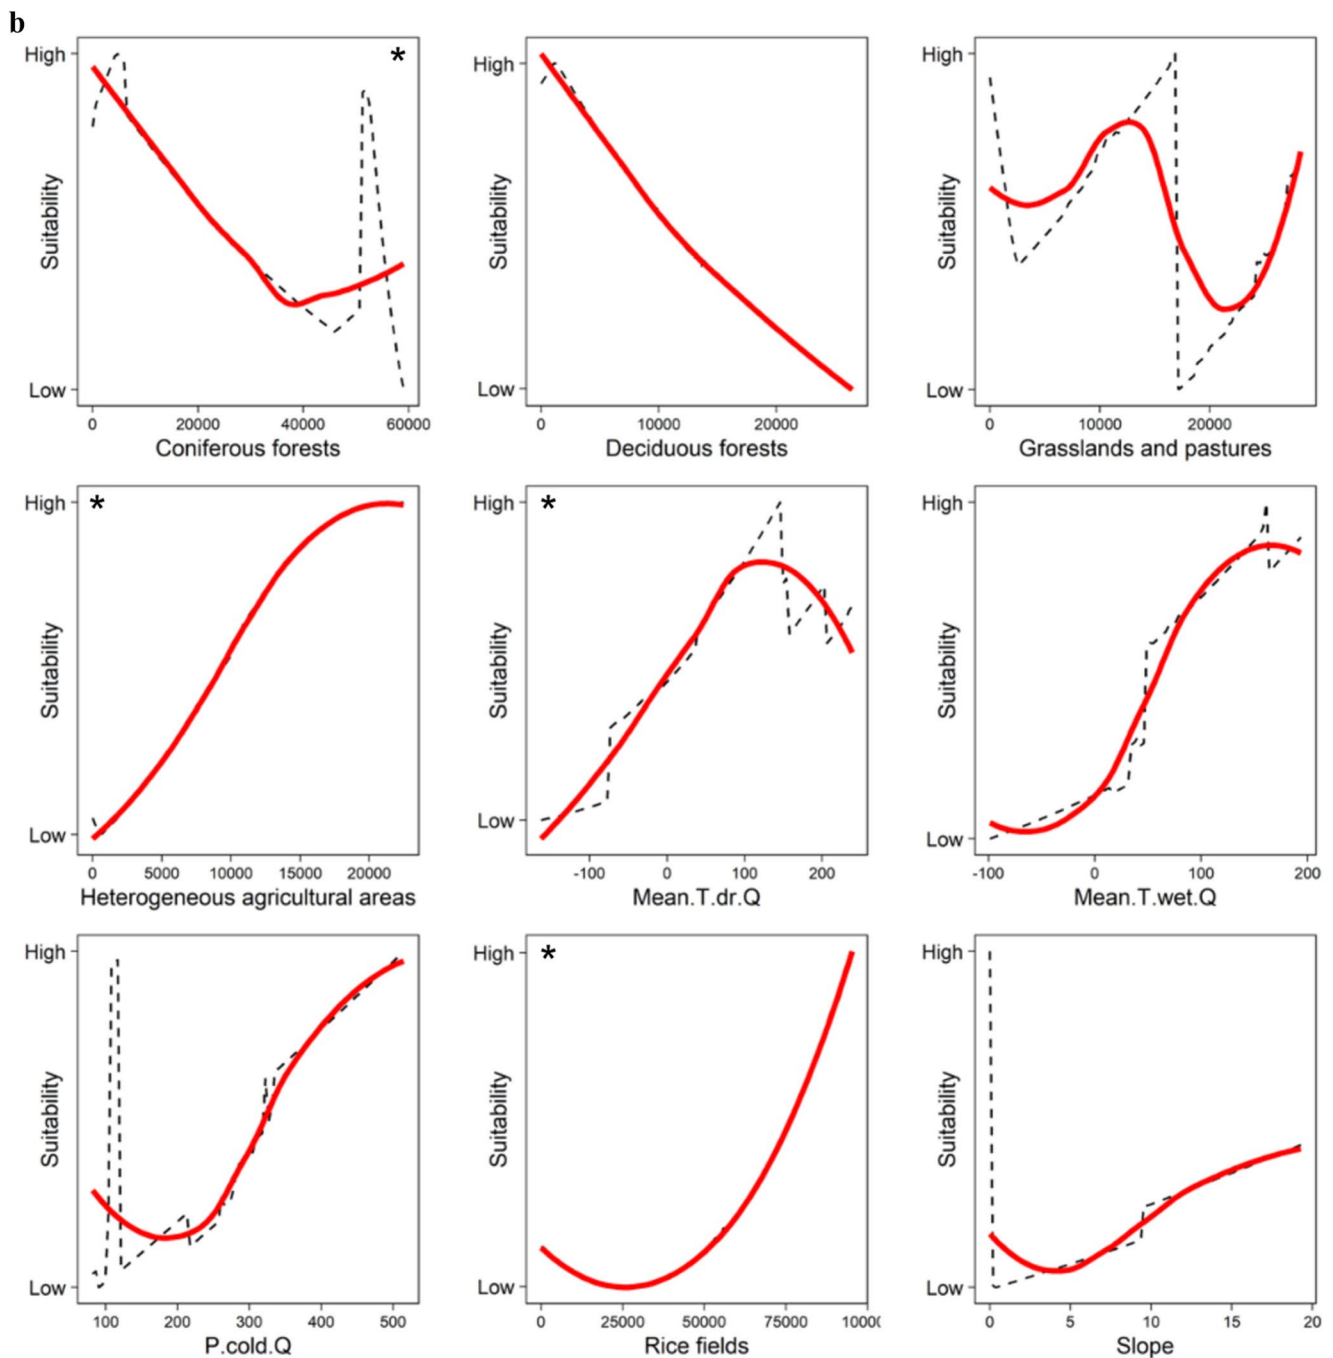 b
High
Suitability
Low
*
0 20000 40000 60000
Coniferous forests
High
Suitability
Low
0 10000 20000
Deciduous forests
High
Suitability
Low
0 10000 20000
Grasslands and pastures
High
Suitability
Low
*
0 5000 10000 15000 20000
Heterogeneous agricultural areas
High
Suitability
Low
*
-100 0 100 200
Mean.T.dr.Q
High
Suitability
Low
-100 0 100 200
Mean.T.wet.Q
High
Suitability
Low
100 200 300 400 500
P.cold.Q
High
Suitability
Low
*
0 25000 50000 75000 10000
Rice fields
High
Suitability
Low
0 5 10 15 20
Slope